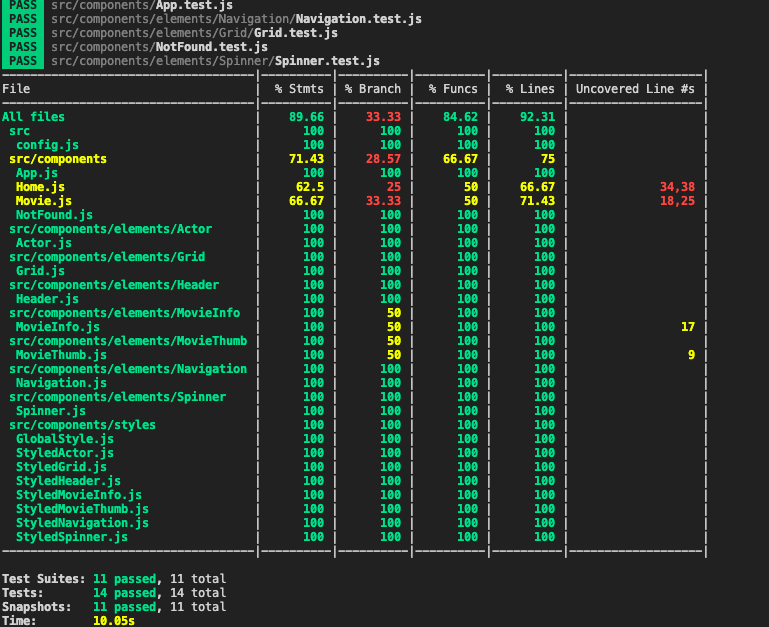 PASS src/components/App.test.js
PASS src/components/elements/Navigation/Navigation.test.js
PASS src/components/elements/Grid/Grid.test.js
PASS src/components/NotFound.test.js
PASS src/components/elements/Spinner/Spinner.test.js
File | % Stmts | % Branch | % Funcs | % Lines | Uncovered Line #s |
All files | 89.66 | 33.33 | 84.62 | 92.31 | |
src | 100 | 100 | 100 | 100 | |
config.js | 100 | 100 | 100 | 100 | |
src/components | 71.43 | 28.57 | 66.67 | 75 | |
App.js | 100 | 100 | 100 | 100 | |
Home.js | 62.5 | 25 | 50 | 66.67 | 34,38 |
Movie.js | 66.67 | 33.33 | 50 | 71.43 | 18,25 |
NotFound.js | 100 | 100 | 100 | 100 | |
src/components/elements/Actor | 100 | 100 | 100 | 100 | |
Actor.js | 100 | 100 | 100 | 100 | |
src/components/elements/Grid | 100 | 100 | 100 | 100 | |
Grid.js | 100 | 100 | 100 | 100 | |
src/components/elements/Header | 100 | 100 | 100 | 100 | |
Header.js | 100 | 100 | 100 | 100 | |
src/components/elements/MovieInfo | 100 | 50 | 100 | 100 | |
MovieInfo.js | 100 | 50 | 100 | 100 | 17 |
src/components/elements/MovieThumb | 100 | 50 | 100 | 100 | |
MovieThumb.js | 100 | 50 | 100 | 100 | 9 |
src/components/elements/Navigation | 100 | 100 | 100 | 100 | |
Navigation.js | 100 | 100 | 100 | 100 | |
src/components/elements/Spinner | 100 | 100 | 100 | 100 | |
Spinner.js | 100 | 100 | 100 | 100 | |
src/components/styles | 100 | 100 | 100 | 100 | |
GlobalStyle.js | 100 | 100 | 100 | 100 | |
StyledActor.js | 100 | 100 | 100 | 100 | |
StyledGrid.js | 100 | 100 | 100 | 100 | |
StyledHeader.js | 100 | 100 | 100 | 100 | |
StyledMovieInfo.js | 100 | 100 | 100 | 100 | |
StyledMovieThumb.js | 100 | 100 | 100 | 100 | |
StyledNavigation.js | 100 | 100 | 100 | 100 | |
StyledSpinner.js | 100 | 100 | 100 | 100 | |
Test Suites: 11 passed, 11 total
Tests: 14 passed, 14 total
Snapshots: 11 passed, 11 total
Time: 10.05s